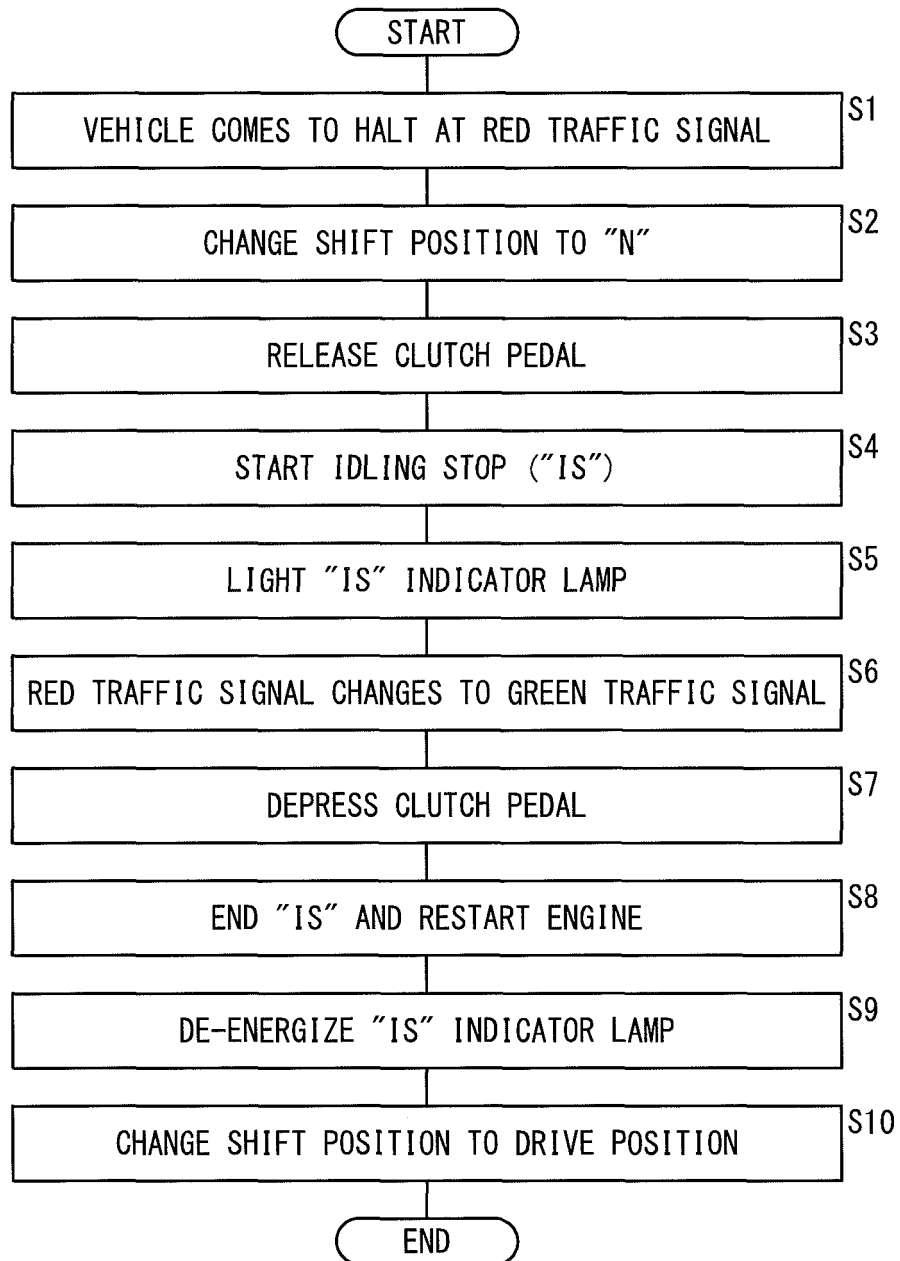 START
S1
VEHICLE COMES TO HALT AT RED TRAFFIC SIGNAL
S2
CHANGE SHIFT POSITION TO "N"
S3
RELEASE CLUTCH PEDAL
S4
START IDLING STOP ("IS")
S5
LIGHT "IS" INDICATOR LAMP
S6
RED TRAFFIC SIGNAL CHANGES TO GREEN TRAFFIC SIGNAL
S7
DEPRESS CLUTCH PEDAL
S8
END "IS" AND RESTART ENGINE
S9
DE-ENERGIZE "IS" INDICATOR LAMP
S10
CHANGE SHIFT POSITION TO DRIVE POSITION
END